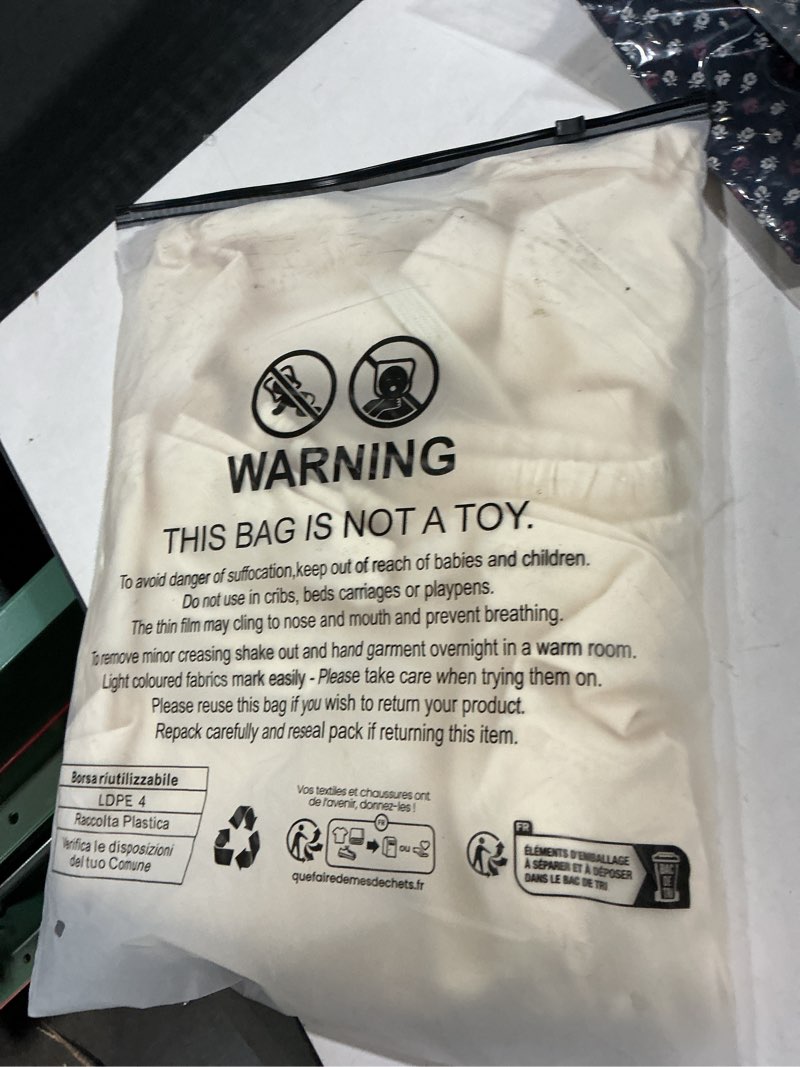 WARNING
THIS BAG IS NOT A TOY.
To avoid danger of suffocation,keep out of reach of babies and children.
Do not use in cribs, beds carriages or playpens.
The thin film may cling to nose and mouth and prevent breathing.
To remove minor creasing shake out and hand garment overnight in a warm room.
Light coloured fabrics mark easily - Please take care when trying them on.
Please reuse this bag if you wish to return your product.
Repack carefully and reseal pack if returning this item.
Borsa riutilizzabile
LDPE 4
Raccolta Plastica
Verifica le disposizioni
del tuo Comune
Vos textiles et chaussures ont
de l'avenir, donnez-les !
FR
OU
quefairedemesdechets.fr
FR
ÉLÉMENTS D'EMBALLAGE
À SÉPARER ET À DÉPOSER
DANS LE BAC DE TRI
BAC
DE
TRI